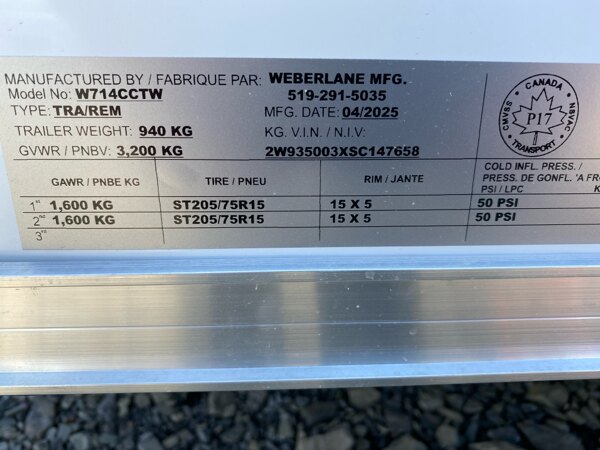 MANUFACTURED BY / FABRIQUE PAR: WEBERLANE MFG.
Model No: W714CCTW 519-291-5035
TYPE: TRA/REM MFG. DATE: 04/2025
TRAILER WEIGHT: 940 KG KG. V.I.N. / N.I.V.
GVWR / PNBV: 3,200 KG 2W935003XSC147658
CANADA
CMVSS NSVAC
P17
TRANSPORT
GAWR / PNBE KG TIRE / PNEU RIM / JANTE COLD INFL. PRESS. /
PRESS. DE GONFL. 'A FR
PSI / LPC K
1st 1,600 KG ST205/75R15 15 X 5 50 PSI
2nd 1,600 KG ST205/75R15 15 X 5 50 PSI
3rd